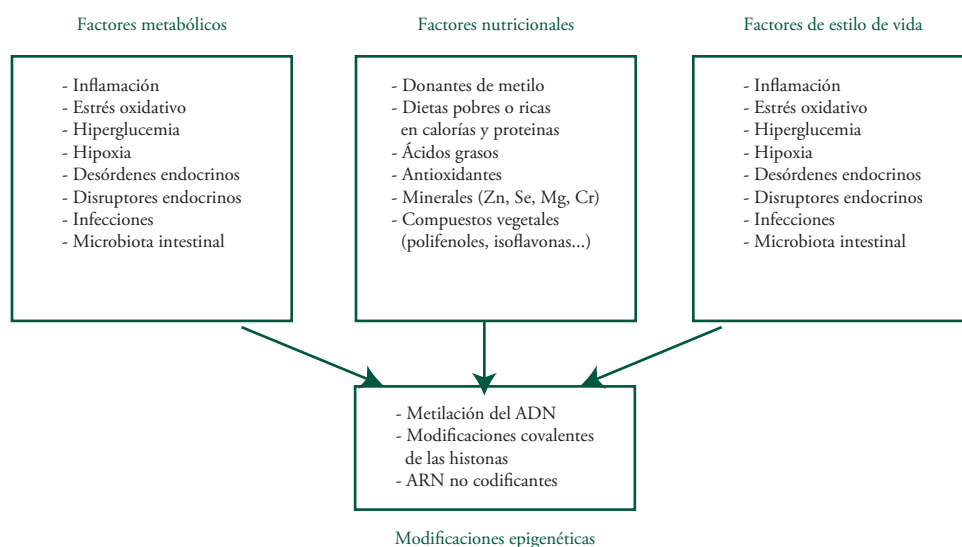 Factores metabólicos
- Inflamación
- Estrés oxidativo
- Hiperglucemia
- Hipoxia
- Desórdenes endocrinos
- Disruptores endocrinos
- Infecciones
- Microbiota intestinal
Factores nutricionales
- Donantes de metilo
- Dietas pobres o ricas
en calorías y proteinas
- Ácidos grasos
- Antioxidantes
- Minerales (Zn, Se, Mg, Cr)
- Compuestos vegetales
(polifenoles, isoflavonas...)
Factores de estilo de vida
- Inflamación
- Estrés oxidativo
- Hiperglucemia
- Hipoxia
- Desórdenes endocrinos
- Disruptores endocrinos
- Infecciones
- Microbiota intestinal
- Metilación del ADN
- Modificaciones covalentes
de las histonas
- ARN no codificantes
Modificaciones epigenéticas